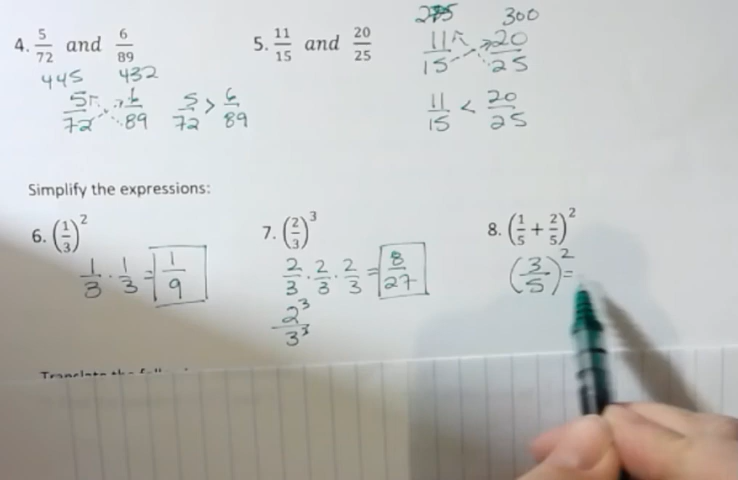 4. 5/72 and 6/89
445 432
5/72 6/89 5/72 > 6/89
5. 11/15 and 20/25
275 300
11/15 20/25
11/15 < 20/25
Simplify the expressions:
6. (1/3)²
1/3 · 1/3 = 1/9
7. (2/3)³
2/3 · 2/3 · 2/3 = 8/27
2³/3³
8. (1/5 + 2/5)²
(3/5)² =